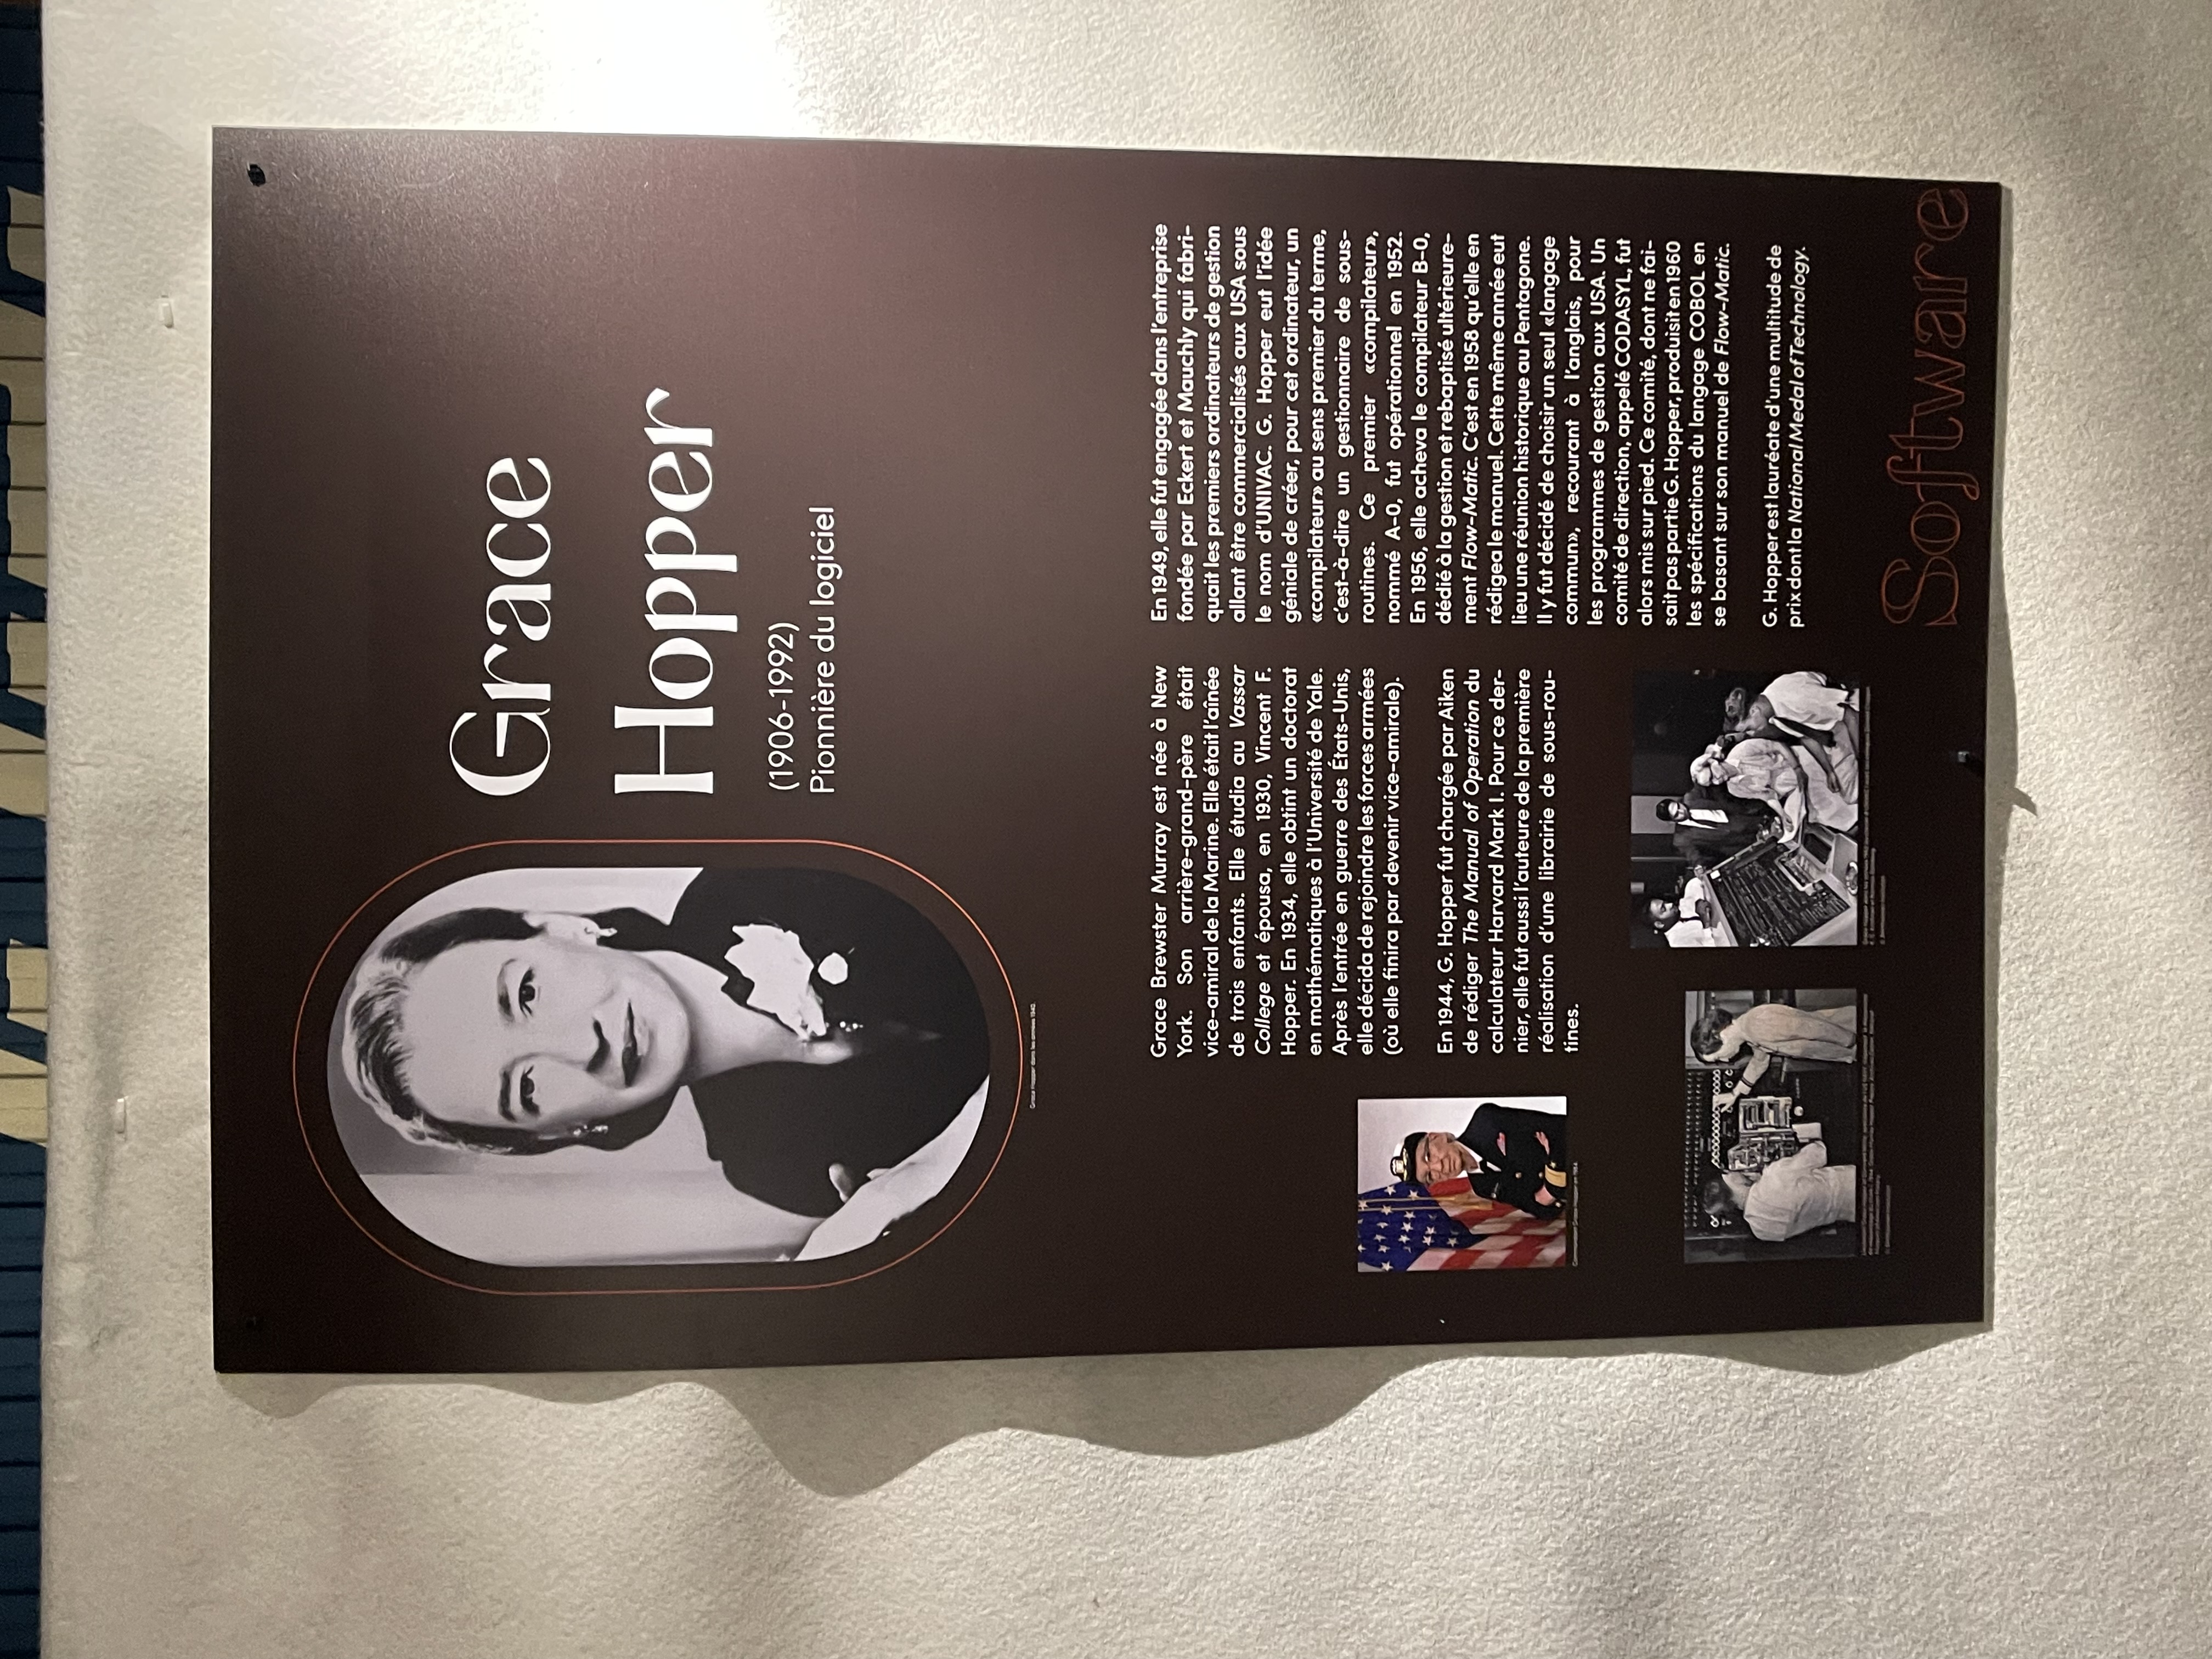 Grace
Hopper
(1906-1992)
Pionnière du logiciel
Grace Hopper dans les années 1940.
Grace Brewster Murray est née à New
York. Son arrière-grand-père était
vice-amiral de la Marine. Elle était l'aînée
de trois enfants. Elle étudia au Vassar
College et épousa, en 1930, Vincent F.
Hopper. En 1934, elle obtint un doctorat
en mathématiques à l'Université de Yale.
Après l'entrée en guerre des États-Unis,
elle décida de rejoindre les forces armées
(où elle finira par devenir vice-amirale).
En 1944, G. Hopper fut chargée par Aiken
de rédiger The Manual of Operation du
calculateur Harvard Mark I. Pour ce der-
nier, elle fut aussi l'auteure de la première
réalisation d'une librairie de sous-rou-
tines.
Commandant Grace Hopper en 1984.
En 1949, elle fut engagée dans l'entreprise
fondée par Eckert et Mauchly qui fabri-
quait les premiers ordinateurs de gestion
allant être commercialisés aux USA sous
le nom d'UNIVAC. G. Hopper eut l'idée
géniale de créer, pour cet ordinateur, un
«compilateur» au sens premier du terme,
c'est-à-dire un gestionnaire de sous-
routines. Ce premier «compilateur»,
nommé A-0, fut opérationnel en 1952.
En 1956, elle acheva le compilateur B-0,
dédié à la gestion et rebaptisé ultérieure-
ment Flow-Matic. C'est en 1958 qu'elle en
rédigea le manuel. Cette même année eut
lieu une réunion historique au Pentagone.
Il y fut décidé de choisir un seul «langage
commun», recourant à l'anglais, pour
les programmes de gestion aux USA. Un
comité de direction, appelé CODASYL, fut
alors mis sur pied. Ce comité, dont ne fai-
sait pas partie G. Hopper, produisit en 1960
les spécifications du langage COBOL en
se basant sur son manuel de Flow-Matic.
G. Hopper est lauréate d'une multitude de
prix dont la National Medal of Technology.
Software